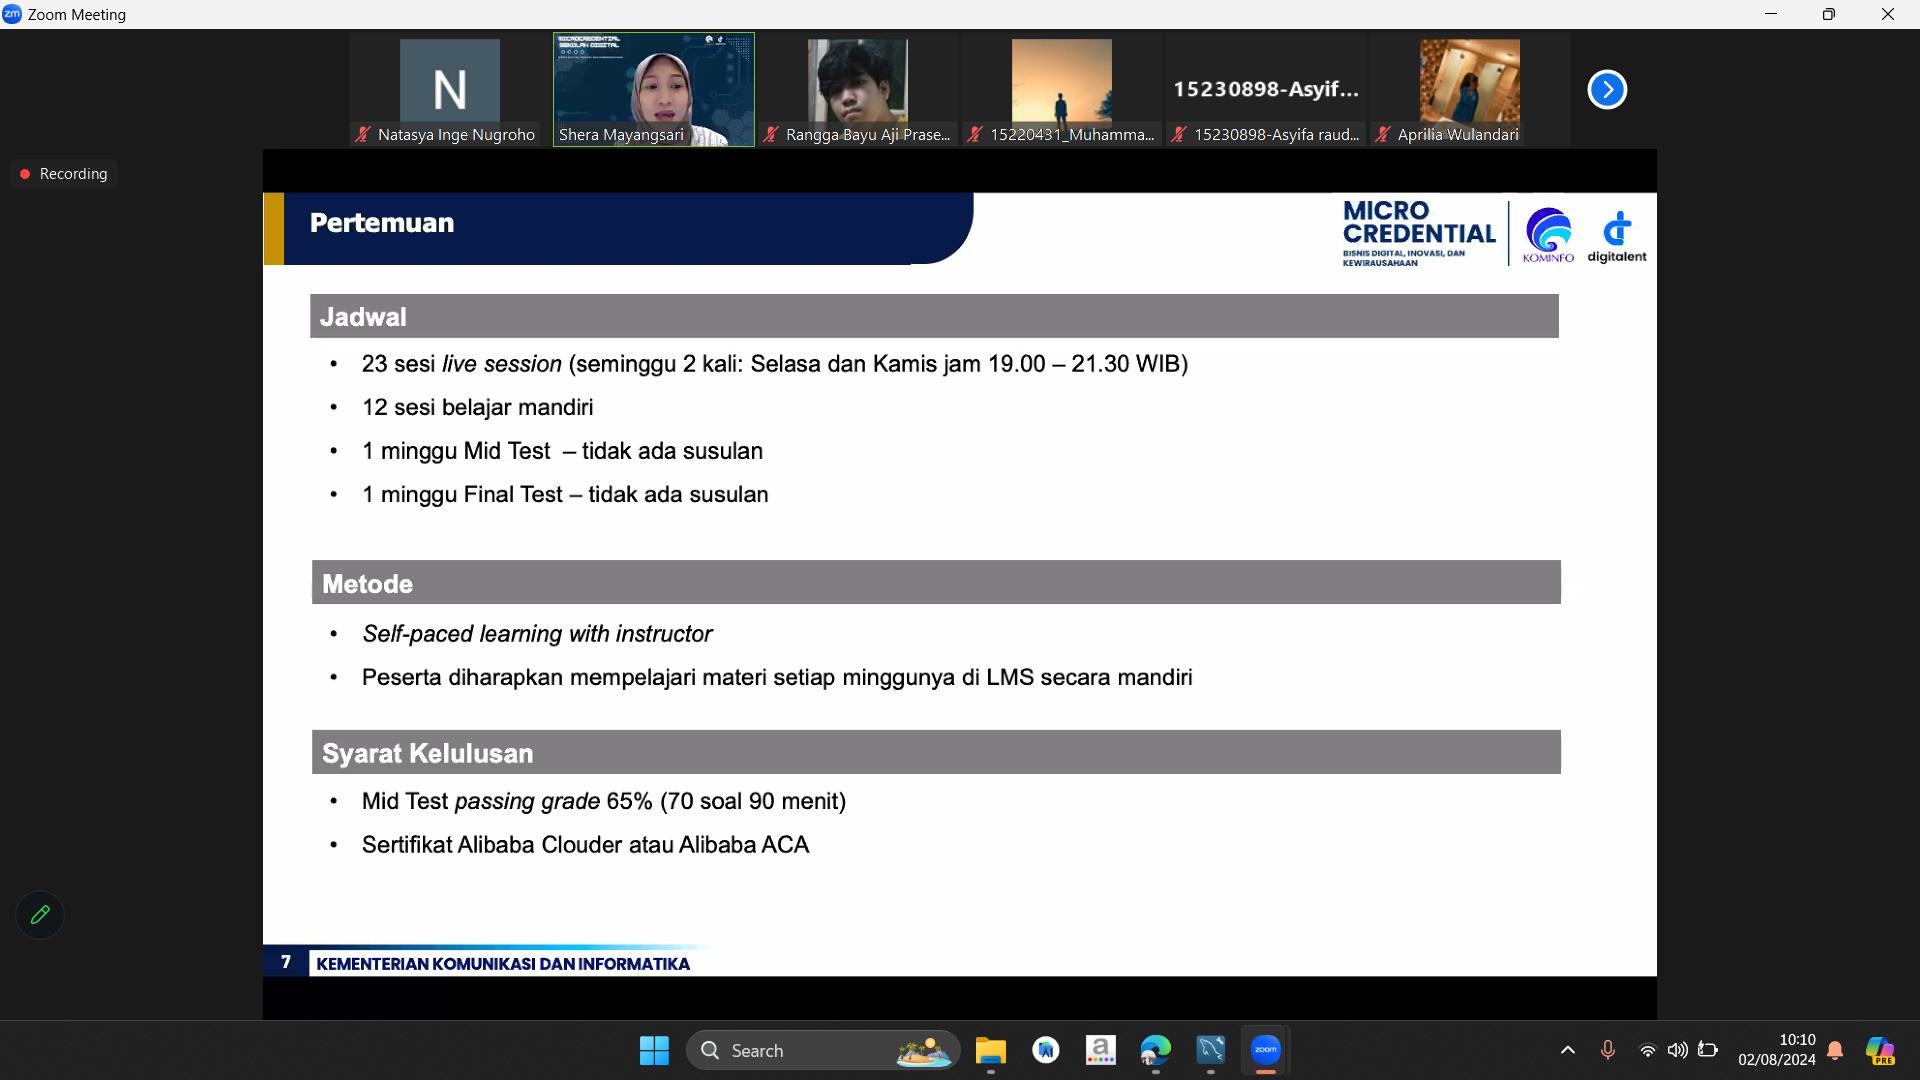 Zoom Meeting
N
Natasya Inge Nugroho
MICROCREDENTIAL
SEKOLAH DIGITAL
Shera Mayangsari
Rangga Bayu Aji Prase...
15220431_Muhamma...
15230898-Asyif...
15230898-Asyifa raud...
Aprilia Wulandari
Recording
Pertemuan
MICRO
CREDENTIAL
BISNIS DIGITAL, INOVASI, DAN
KEWIRAUSAHAAN
KOMINFO
digitalent
Jadwal
• 23 sesi live session (seminggu 2 kali: Selasa dan Kamis jam 19.00 – 21.30 WIB)
• 12 sesi belajar mandiri
• 1 minggu Mid Test – tidak ada susulan
• 1 minggu Final Test – tidak ada susulan
Metode
• Self-paced learning with instructor
• Peserta diharapkan mempelajari materi setiap minggunya di LMS secara mandiri
Syarat Kelulusan
• Mid Test passing grade 65% (70 soal 90 menit)
• Sertifikat Alibaba Clouder atau Alibaba ACA
7
KEMENTERIAN KOMUNIKASI DAN INFORMATIKA
Search
zoom
10:10
02/08/2024
PRE